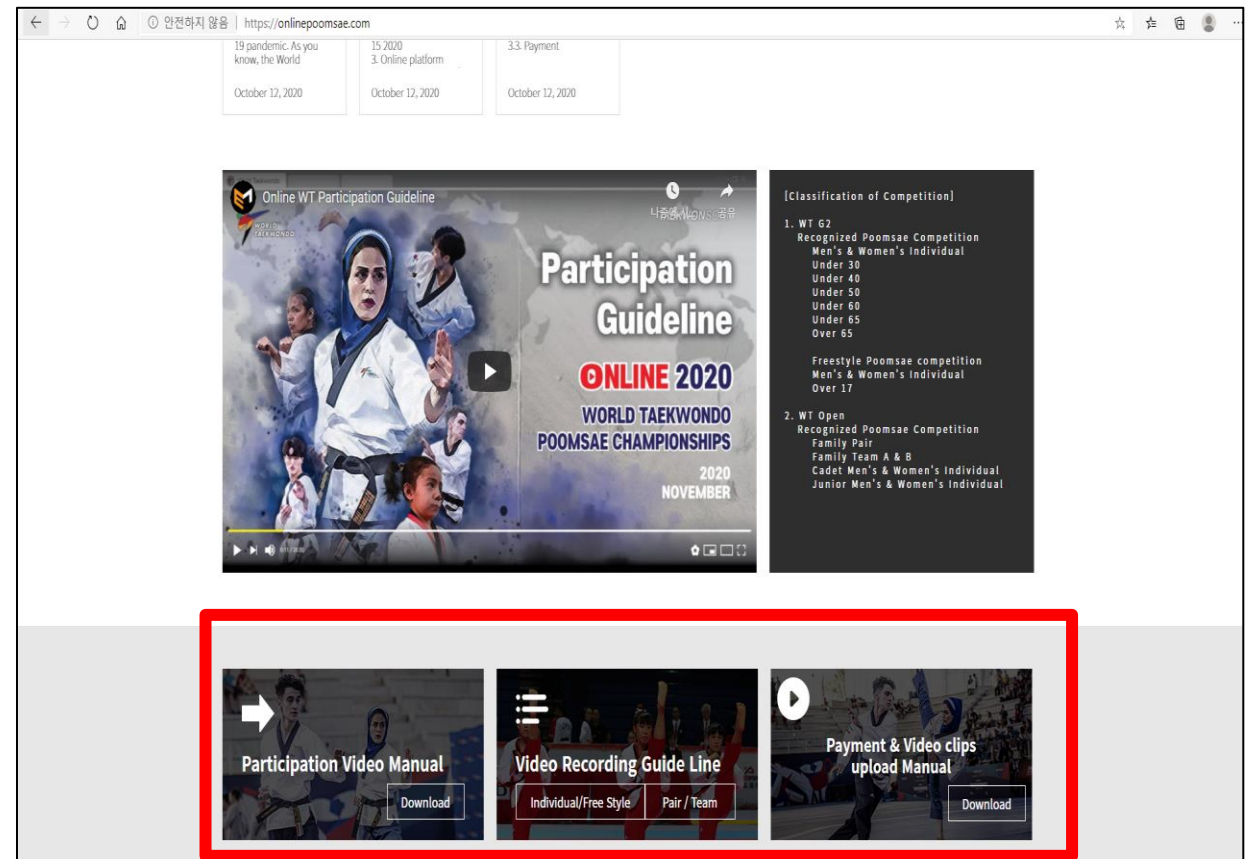 안전하지 않음 | https://onlinepoomsae.com
19 pandemic. As you
know, the World
October 12, 2020
15 2020
3. Online platform
October 12, 2020
3.3. Payment
October 12, 2020
Online WT Participation Guideline
WORLD
TAEKWONDO
공유
Participation
Guideline
ONLINE 2020
WORLD TAEKWONDO
POOMSAE CHAMPIONSHIPS
2020
NOVEMBER
[Classification of Competition]
1. WT G2
Recognized Poomsae Competition
Men's & Women's Individual
Under 30
Under 40
Under 50
Under 60
Under 65
Over 65
Freestyle Poomsae competition
Men's & Women's Individual
Over 17
2. WT Open
Recognized Poomsae Competition
Family Pair
Family Team A & B
Cadet Men's & Women's Individual
Junior Men's & Women's Individual
Participation Video Manual
Download
Video Recording Guide Line
Individual/Free Style
Pair / Team
Payment & Video clips
upload Manual
Download